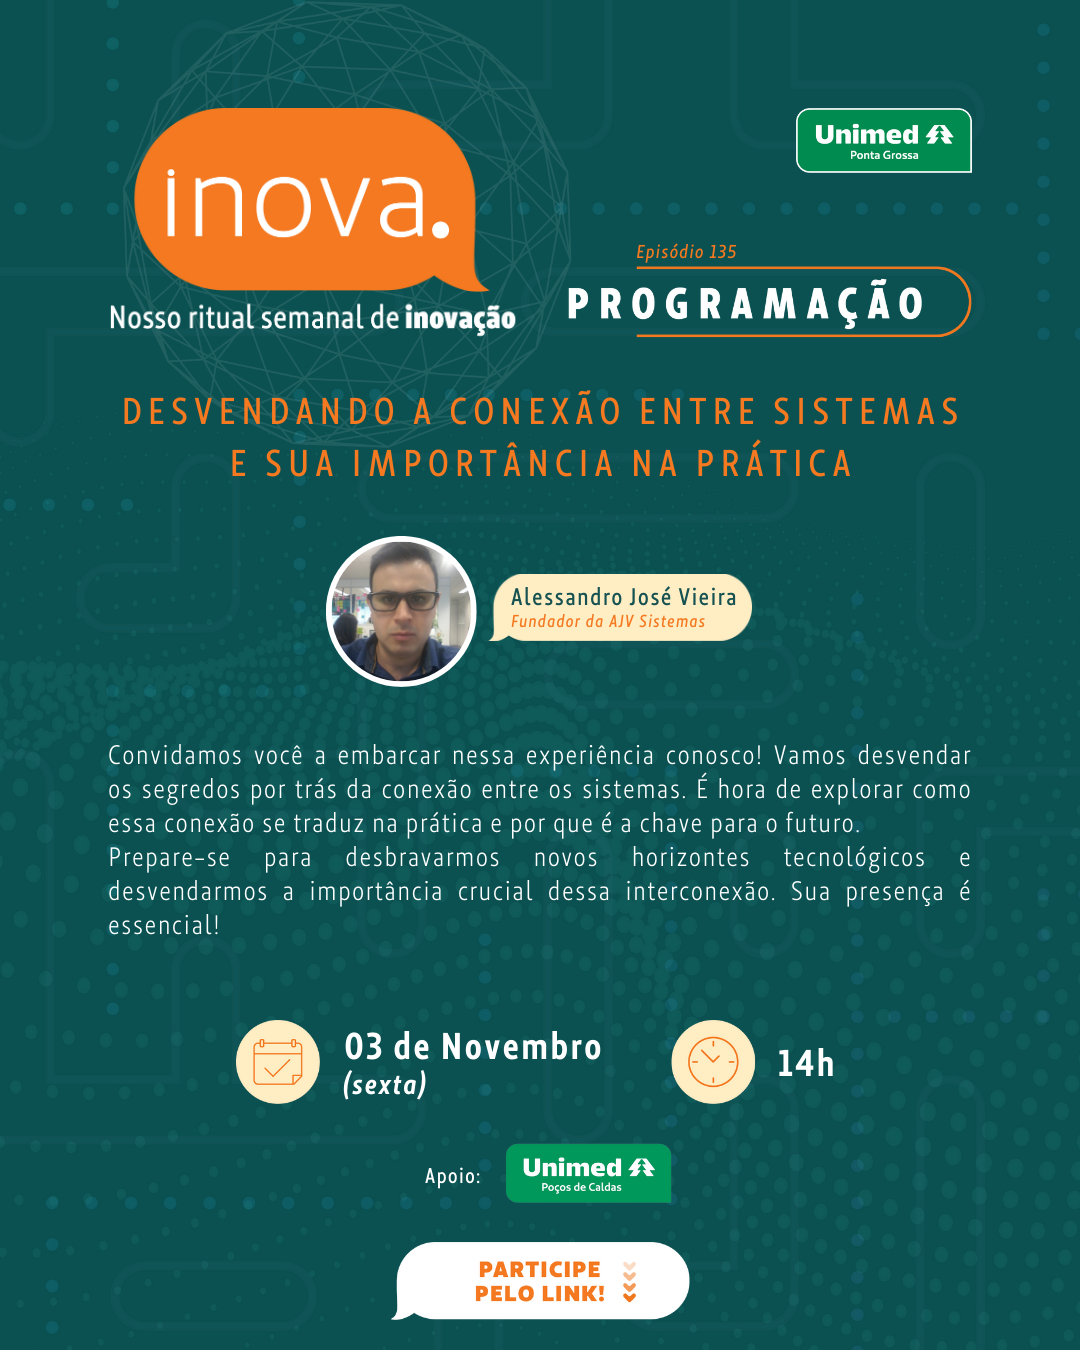 inova.
Nosso ritual semanal de inovação
Unimed
Ponta Grossa
Episódio 135
PROGRAMAÇÃO
DESVENDANDO A CONEXÃO ENTRE SISTEMAS
E SUA IMPORTÂNCIA NA PRÁTICA
Alessandro José Vieira
Fundador da AJV Sistemas
Convidamos você a embarcar nessa experiência conosco! Vamos desvendar
os segredos por trás da conexão entre os sistemas. É hora de explorar como
essa conexão se traduz na prática e por que é a chave para o futuro.
Prepare-se para desbravarmos novos horizontes tecnológicos e
desvendarmos a importância crucial dessa interconexão. Sua presença é
essencial!
03 de Novembro
(sexta)
14h
Apoio:
Unimed
Poços de Caldas
PARTICIPE
PELO LINK!